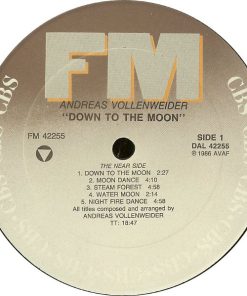 FM
ANDREAS VOLLENWEIDER
"DOWN TO THE MOON"
FM 42255
SIDE 1
DAL 42255
℗ 1986 AVAF
THE NEAR SIDE
1. DOWN TO THE MOON 2:27
2. MOON DANCE 4:10
3. STEAM FOREST 4:58
4. WATER MOON 2:14
5. NIGHT FIRE DANCE 4:58
All titles composed and arranged by
ANDREAS VOLLENWEIDER
TT: 18:47
CBS
CBS